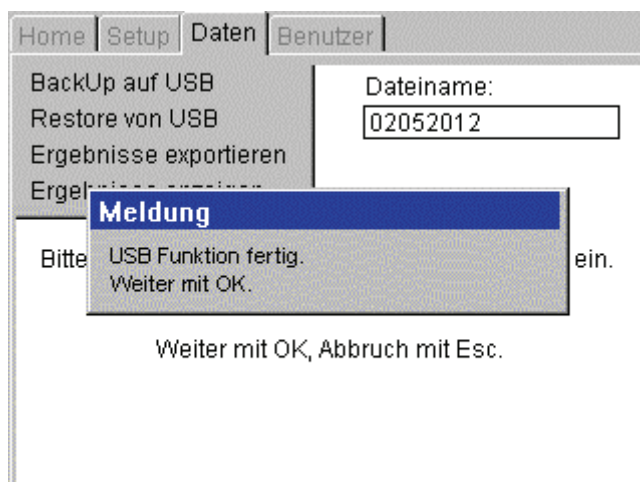 Home Setup Daten Benutzer
BackUp auf USB
Restore von USB
Ergebnisse exportieren
Dateiname:
02052012
Meldung
USB Funktion fertig.
Weiter mit OK.
Bitte ein.
Weiter mit OK, Abbruch mit Esc.